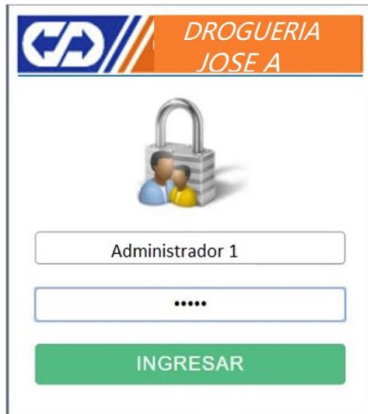 DROGUERIA
JOSE A
Administrador 1
•••••
INGRESAR